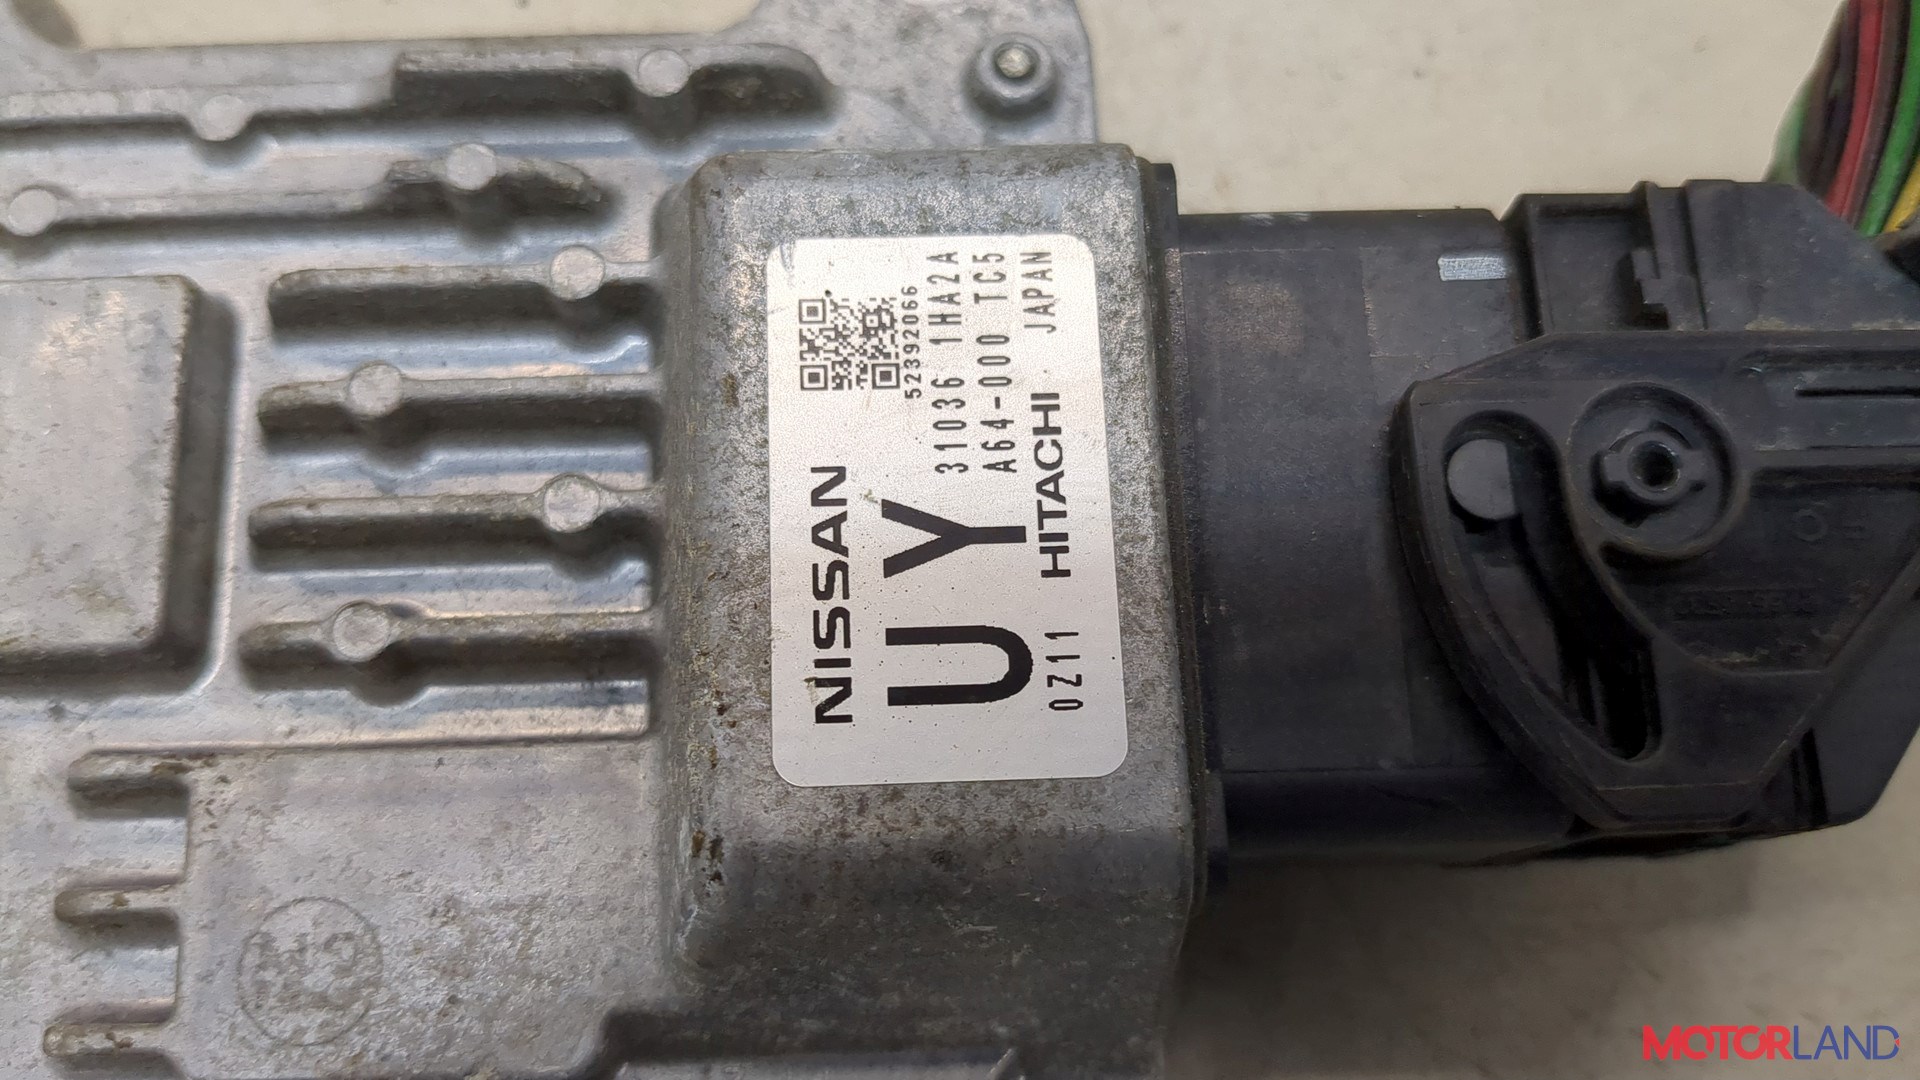 52392066
NISSAN
31036 1HA2A
UY
A64-000 TC5
HITACHI JAPAN
0Z11
MOTORLAND